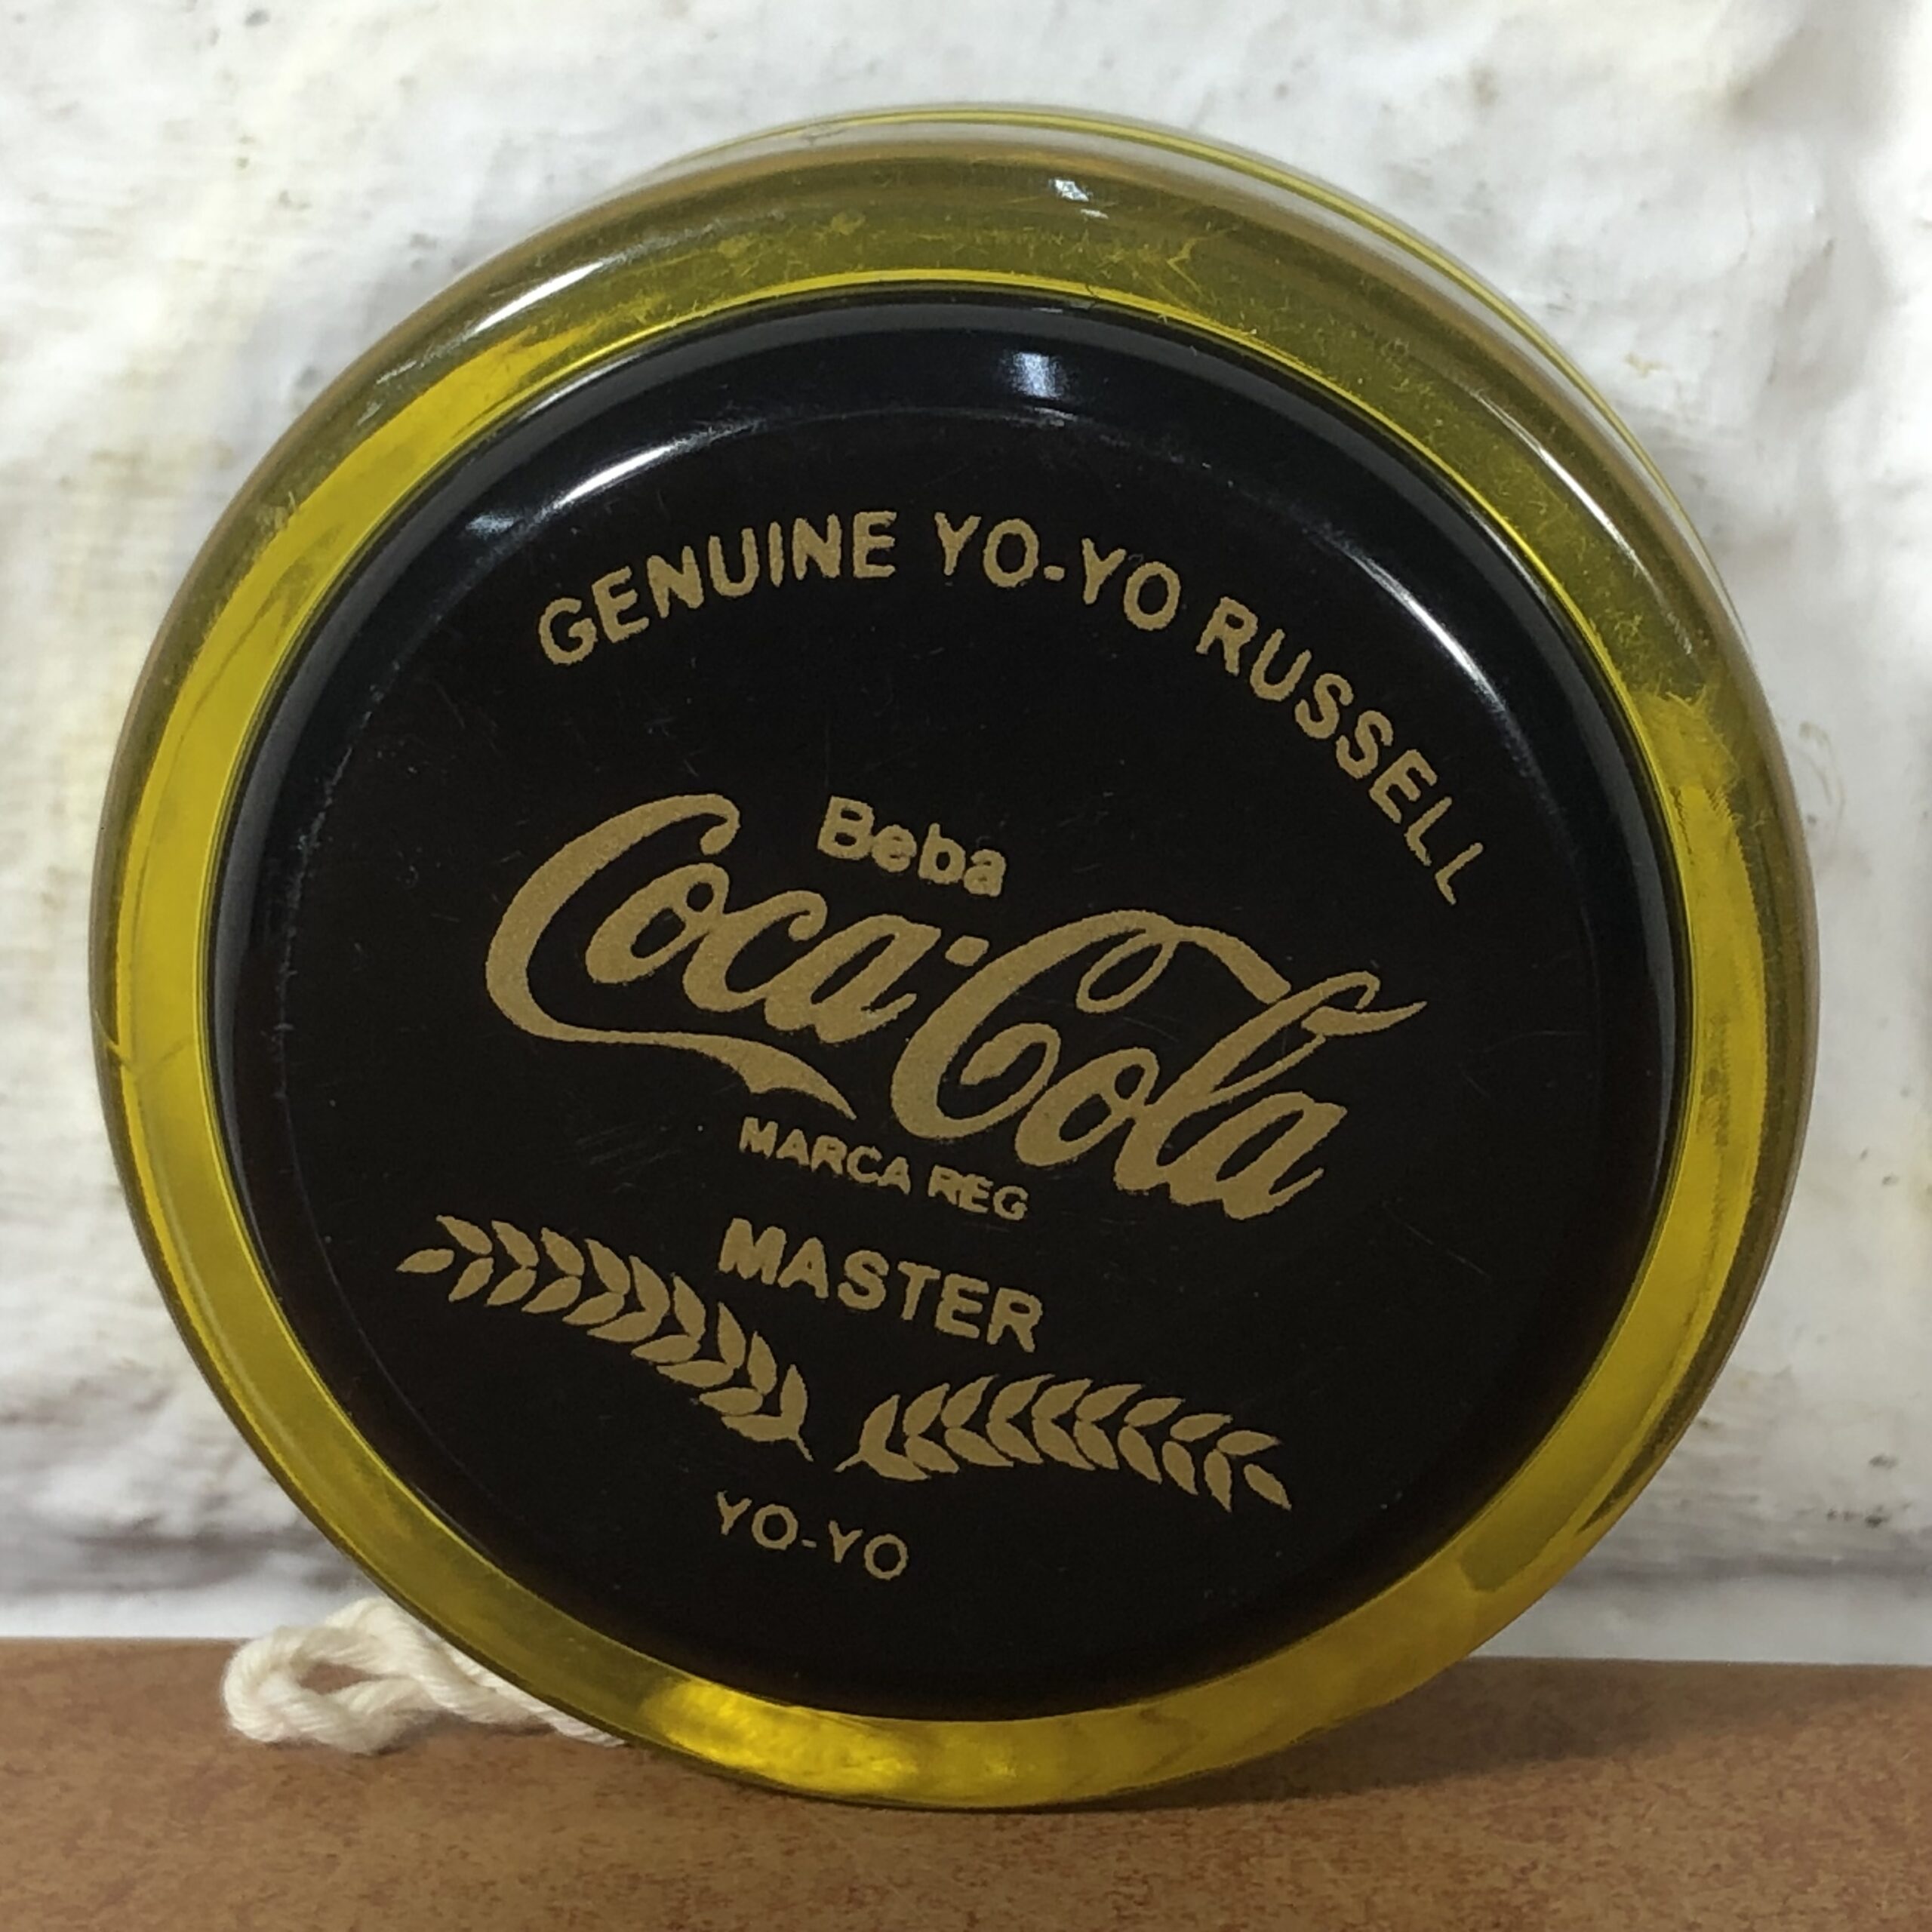 GENUINE YO-YO RUSSELL
Beba
Coca-Cola
MARCA REG
MASTER
YO-YO